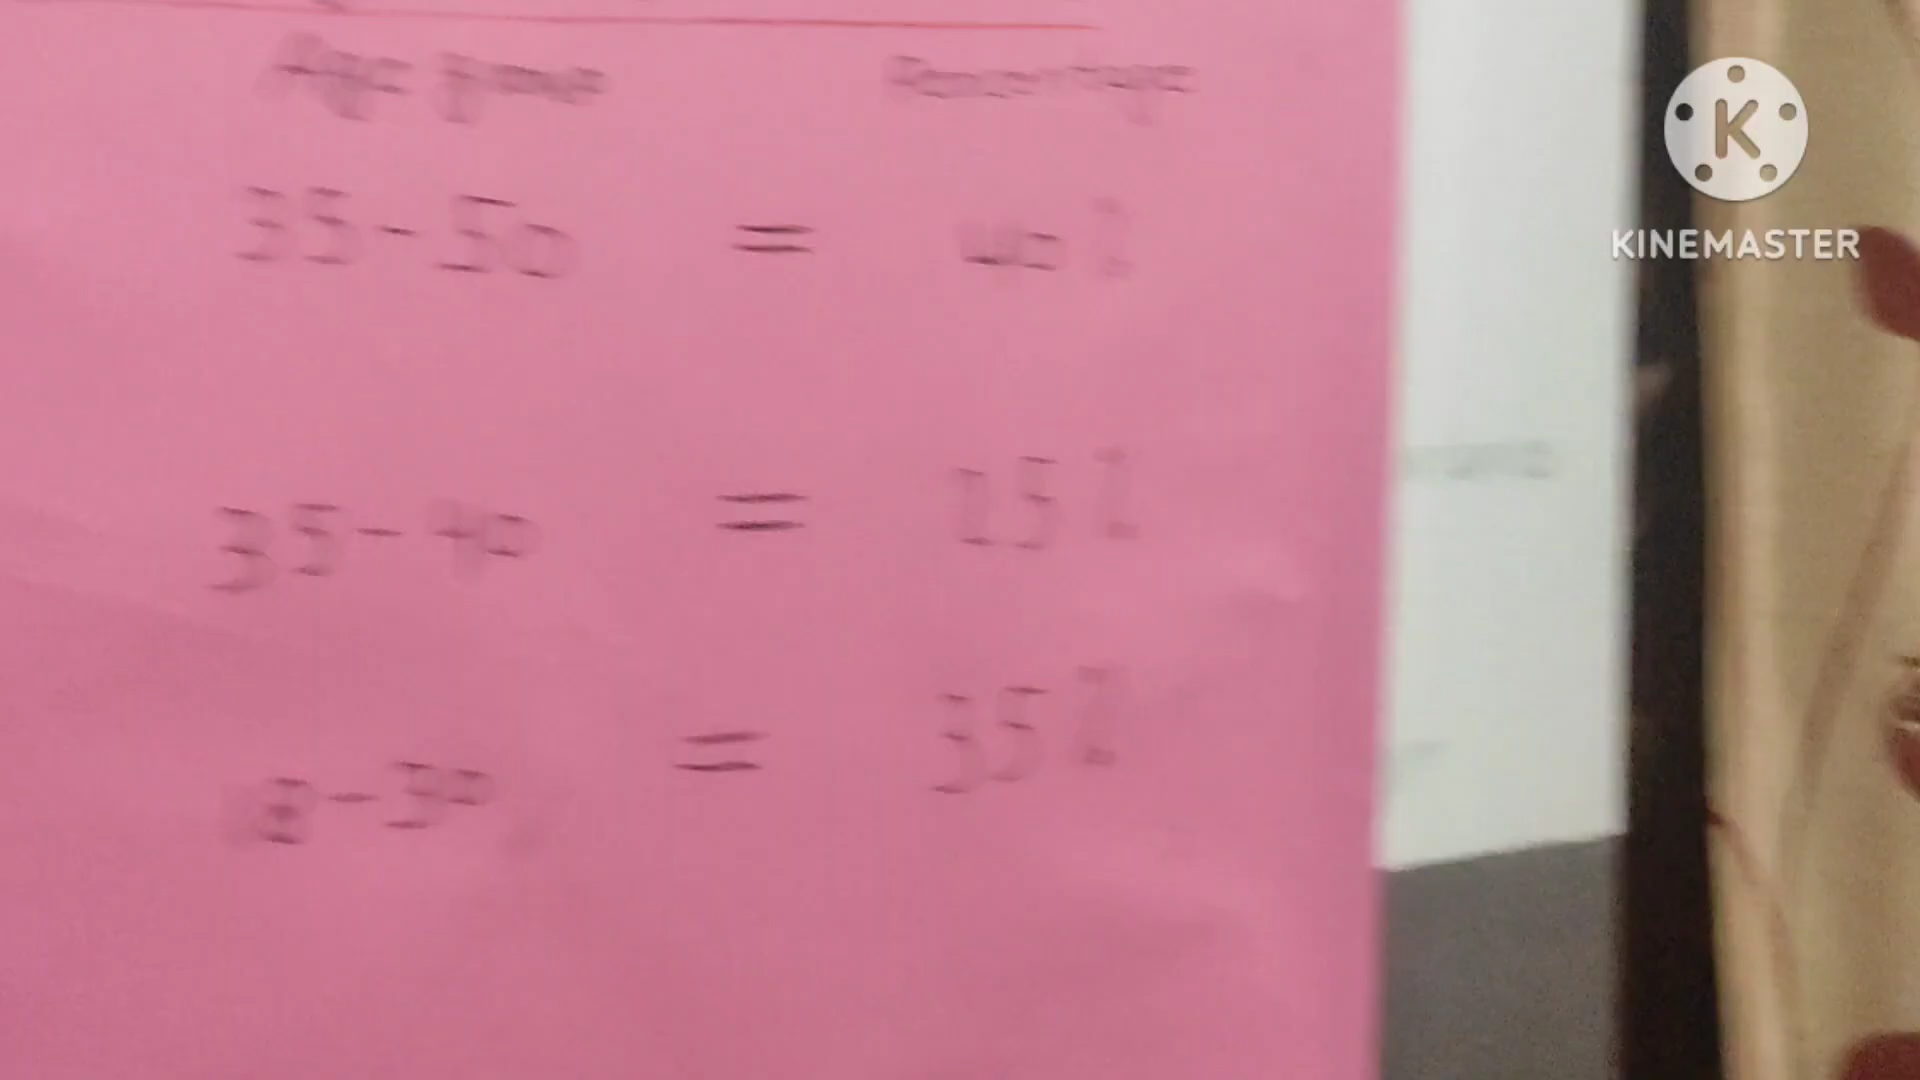 Age group Percentage
35-50 = 40%
35-40 = 15%
= 35%
KINEMASTER